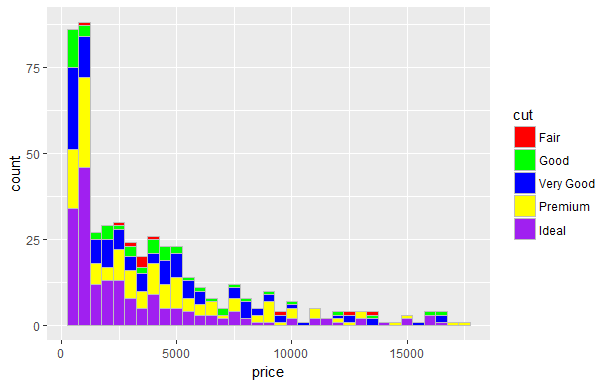 75
50
25
0
count
0
5000
10000
15000
price
cut
Fair
Good
Very Good
Premium
Ideal